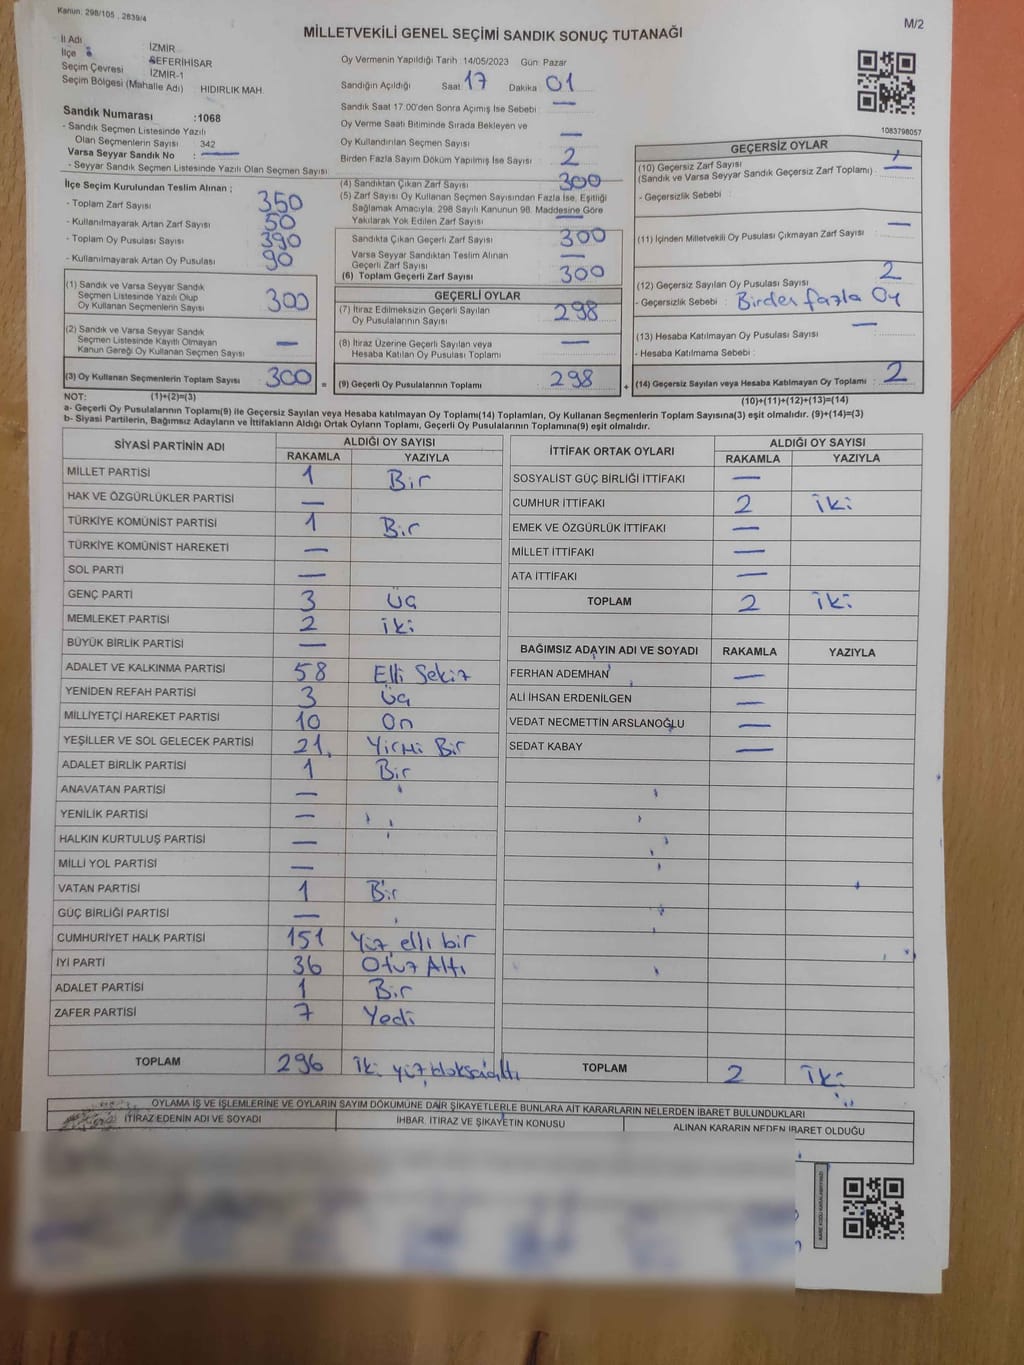 Kanun: 298/105 , 2839/4
M/2
MİLLETVEKİLİ GENEL SEÇİMİ SANDIK SONUÇ TUTANAĞI
İl Adı İZMİR
İlçe SEFERİHİSAR
Seçim Çevresi İZMİR-1
Seçim Bölgesi (Mahalle Adı) HIDIRLIK MAH.
Sandık Numarası :1068
- Sandık Seçmen Listesinde Yazılı
Olan Seçmenlerin Sayısı 342
Varsa Seyyar Sandık No : —
- Seyyar Sandık Seçmen Listesinde Yazılı Olan Seçmen Sayısı
Oy Vermenin Yapıldığı Tarih 14/05/2023 Gün Pazar
Sandığın Açıldığı Saat 17 Dakika 01
Sandık Saat 17:00'den Sonra Açımış İse Sebebi —
Oy Verme Saati Bitiminde Sırada Bekleyen ve
Oy Kullandırılan Seçmen Sayısı —
Birden Fazla Sayım Döküm Yapılmış İse Sayısı 2
1083798057
İlçe Seçim Kurulundan Teslim Alınan ;
- Toplam Zarf Sayısı 350
- Kullanılmayarak Artan Zarf Sayısı 50
- Toplam Oy Pusulası Sayısı 390
- Kullanılmayarak Artan Oy Pusulası 90
(1) Sandık ve Varsa Seyyar Sandık
Seçmen Listesinde Yazılı Olup
Oy Kullanan Seçmenlerin Sayısı 300
(2) Sandık ve Varsa Seyyar Sandık
Seçmen Listesinde Kayıtlı Olmayan
Kanun Gereği Oy Kullanan Seçmen Sayısı —
(3) Oy Kullanan Seçmenlerin Toplam Sayısı 300 =
(1)+(2)=(3)
(4) Sandıktan Çıkan Zarf Sayısı 300
(5) Zarf Sayısı Oy Kullanan Seçmen Sayısından Fazla İse, Eşitliği
Sağlamak Amacıyla, 298 Sayılı Kanunun 98. Maddesine Göre
Yakılarak Yok Edilen Zarf Sayısı —
Sandıkta Çıkan Geçerli Zarf Sayısı 300
Varsa Seyyar Sandıktan Teslim Alınan
Geçerli Zarf Sayısı —
(6) Toplam Geçerli Zarf Sayısı 300
GEÇERLİ OYLAR
(7) İtiraz Edilmeksizin Geçerli Sayılan
Oy Pusulalarının Sayısı 298
(8) İtiraz Üzerine Geçerli Sayılan veya
Hesaba Katılan Oy Pusulası Toplamı —
(9) Geçerli Oy Pusulalarının Toplamı 298 +
GEÇERSİZ OYLAR
(10) Geçersiz Zarf Sayısı
(Sandık ve Varsa Seyyar Sandık Geçersiz Zarf Toplamı) . —
- Geçersizlik Sebebi :
(11) İçinden Milletvekili Oy Pusulası Çıkmayan Zarf Sayısı —
(12) Geçersiz Sayılan Oy Pusulası Sayısı 2
- Geçersizlik Sebebi : Birden fazla Oy
(13) Hesaba Katılmayan Oy Pusulası Sayısı —
- Hesaba Katılmama Sebebi :
(14) Geçersiz Sayılan veya Hesaba Katılmayan Oy Toplamı : 2
(10)+(11)+(12)+(13)=(14)
NOT:
a- Geçerli Oy Pusulalarının Toplamı(9) ile Geçersiz Sayılan veya Hesaba katılmayan Oy Toplamı(14) Toplamları, Oy Kullanan Seçmenlerin Toplam Sayısına(3) eşit olmalıdır. (9)+(14)=(3)
b- Siyasi Partilerin, Bağımsız Adayların ve İttifakların Aldığı Ortak Oyların Toplamı, Geçerli Oy Pusulalarının Toplamına(9) eşit olmalıdır.
SİYASİ PARTİNİN ADI ALDIĞI OY SAYISI
RAKAMLA YAZIYLA
MİLLET PARTİSİ 1 Bir
HAK VE ÖZGÜRLÜKLER PARTİSİ —
TÜRKİYE KOMÜNİST PARTİSİ 1 Bir
TÜRKİYE KOMÜNİST HAREKETİ —
SOL PARTİ —
GENÇ PARTİ 3 üç
MEMLEKET PARTİSİ 2 iki
BÜYÜK BİRLİK PARTİSİ —
ADALET VE KALKINMA PARTİSİ 58 Elli Sekiz
YENİDEN REFAH PARTİSİ 3 üç
MİLLİYETÇİ HAREKET PARTİSİ 10 On
YEŞİLLER VE SOL GELECEK PARTİSİ 21 Yirmi Bir
ADALET BİRLİK PARTİSİ 1 Bir
ANAVATAN PARTİSİ —
YENİLİK PARTİSİ —
HALKIN KURTULUŞ PARTİSİ —
MİLLİ YOL PARTİSİ —
VATAN PARTİSİ 1 Bir
GÜÇ BİRLİĞİ PARTİSİ —
CUMHURİYET HALK PARTİSİ 151 Yüz elli bir
İYİ PARTİ 36 Otuz Altı
ADALET PARTİSİ 1 Bir
ZAFER PARTİSİ 7 Yedi
TOPLAM 296 İki yüz doksan altı
İTTİFAK ORTAK OYLARI ALDIĞI OY SAYISI
RAKAMLA YAZIYLA
SOSYALİST GÜÇ BİRLİĞİ İTTİFAKI —
CUMHUR İTTİFAKI 2 iki
EMEK VE ÖZGÜRLÜK İTTİFAKI —
MİLLET İTTİFAKI —
ATA İTTİFAKI —
TOPLAM 2 iki
BAĞIMSIZ ADAYIN ADI VE SOYADI RAKAMLA YAZIYLA
FERHAN ADEMHAN —
ALİ İHSAN ERDENİLGEN —
VEDAT NECMETTİN ARSLANOĞLU —
SEDAT KABAY —
TOPLAM 2 İki
OYLAMA İŞ VE İŞLEMLERİNE VE OYLARIN SAYIM DÖKÜMÜNE DAİR ŞİKAYETLERLE BUNLARA AİT KARARLARIN NELERDEN İBARET BULUNDUKLARI
İTİRAZ EDENİN ADI VE SOYADI İHBAR, İTİRAZ VE ŞİKAYETİN KONUSU ALINAN KARARIN NEDEN İBARET OLDUĞU